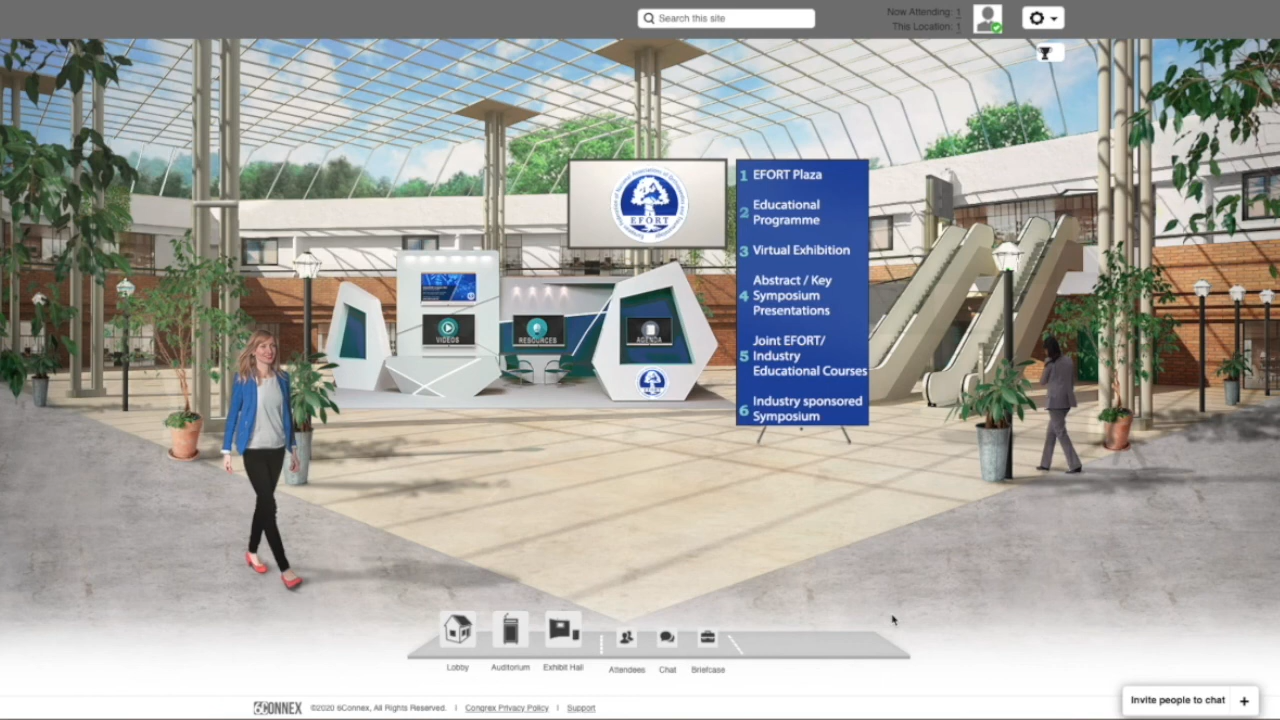 Search this site
Now Attending: 1
This Location: 1
EFORT
1 EFORT Plaza
2 Educational
Programme
3 Virtual Exhibition
4 Abstract / Key
Symposium
Presentations
5 Joint EFORT/
Industry
Educational Courses
6 Industry sponsored
Symposium
VIDEOS
RESOURCES
AGENDA
Lobby
Auditorium
Exhibit Hall
Attendees
Chat
Briefcase
6CONNEX ©2020 6Connex, All Rights Reserved. | Congrex Privacy Policy | Support
Invite people to chat +